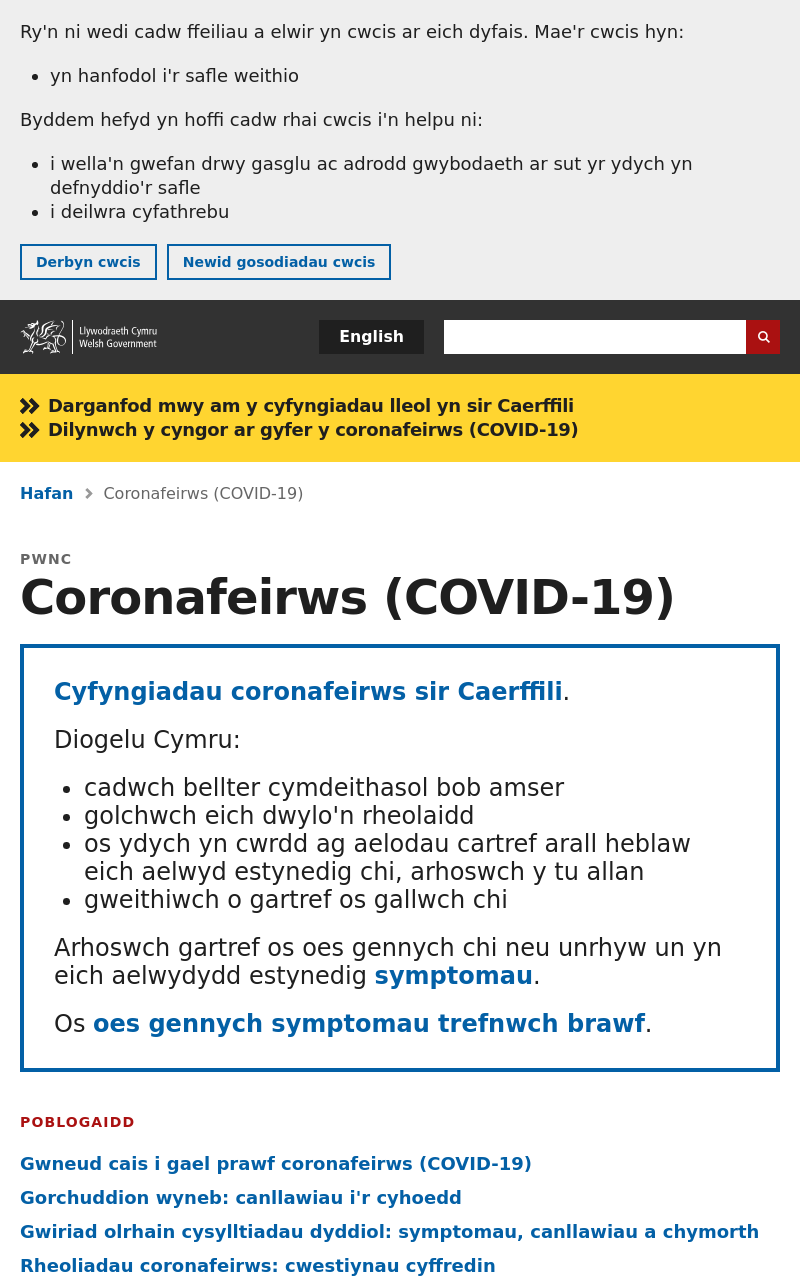 Ry'n ni wedi cadw ffeiliau a elwir yn cwcis ar eich dyfais. Mae'r cwcis hyn:
yn hanfodol i'r safle weithio
Byddem hefyd yn hoffi cadw rhai cwcis i'n helpu ni:
i wella'n gwefan drwy gasglu ac adrodd gwybodaeth ar sut yr ydych yn
defnyddio'r safle
i deilwra cyfathrebu
Derbyn cwcis
Newid gosodiadau cwcis
Llywodraeth Cymru
Welsh Government
English
Darganfod mwy am y cyfyngiadau lleol yn sir Caerffili
Dilynwch y cyngor ar gyfer y coronafeirws (COVID-19)
Hafan
Coronafeirws (COVID-19)
PWNC
Coronafeirws (COVID-19)
Cyfyngiadau coronafeirws sir Caerffili.
Diogelu Cymru:
cadwch bellter cymdeithasol bob amser
golchwch eich dwylo'n rheolaidd
os ydych yn cwrdd ag aelodau cartref arall heblaw
eich aelwyd estynedig chi, arhoswch y tu allan
gweithiwch o gartref os gallwch chi
Arhoswch gartref os oes gennych chi neu unrhyw un yn
eich aelwydydd estynedig symptomau.
Os oes gennych symptomau trefnwch brawf.
POBLOGAIDD
Gwneud cais i gael prawf coronafeirws (COVID-19)
Gorchuddion wyneb: canllawiau i'r cyhoedd
Gwiriad olrhain cysylltiadau dyddiol: symptomau, canllawiau a chymorth
Rheoliadau coronafeirws: cwestiynau cyffredin